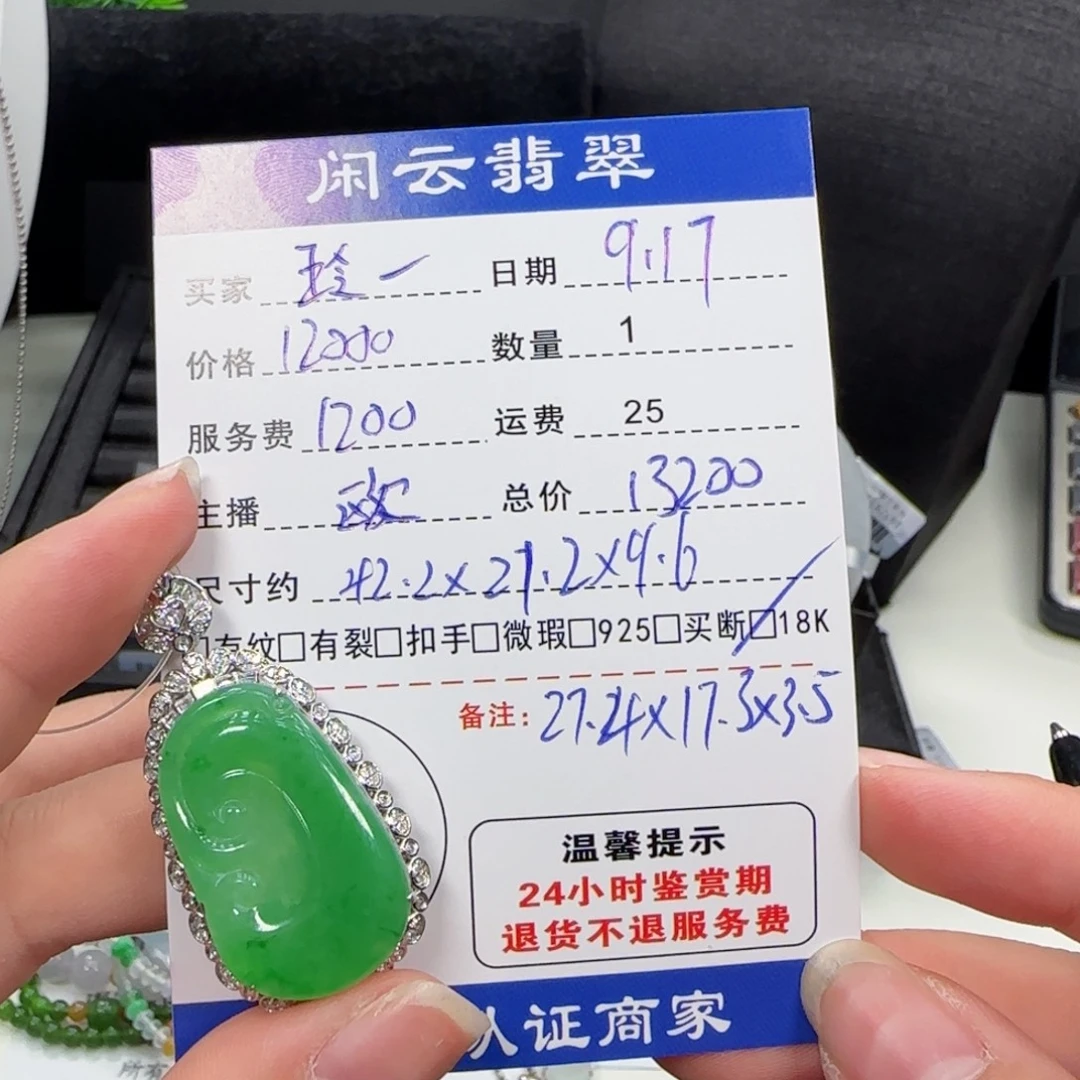 闲云翡翠
买家 玲一 日期 9.17
价格 12000 数量 1
服务费 1200 运费 25
主播 政 总价 13200
尺寸约 42.2x21.2x9.6
有纹□有裂□扣手□微瑕□925□买断☑18K
备注: 27.24x17.3x3.5
温馨提示
24小时鉴赏期
退货不退服务费
认证商家
所有